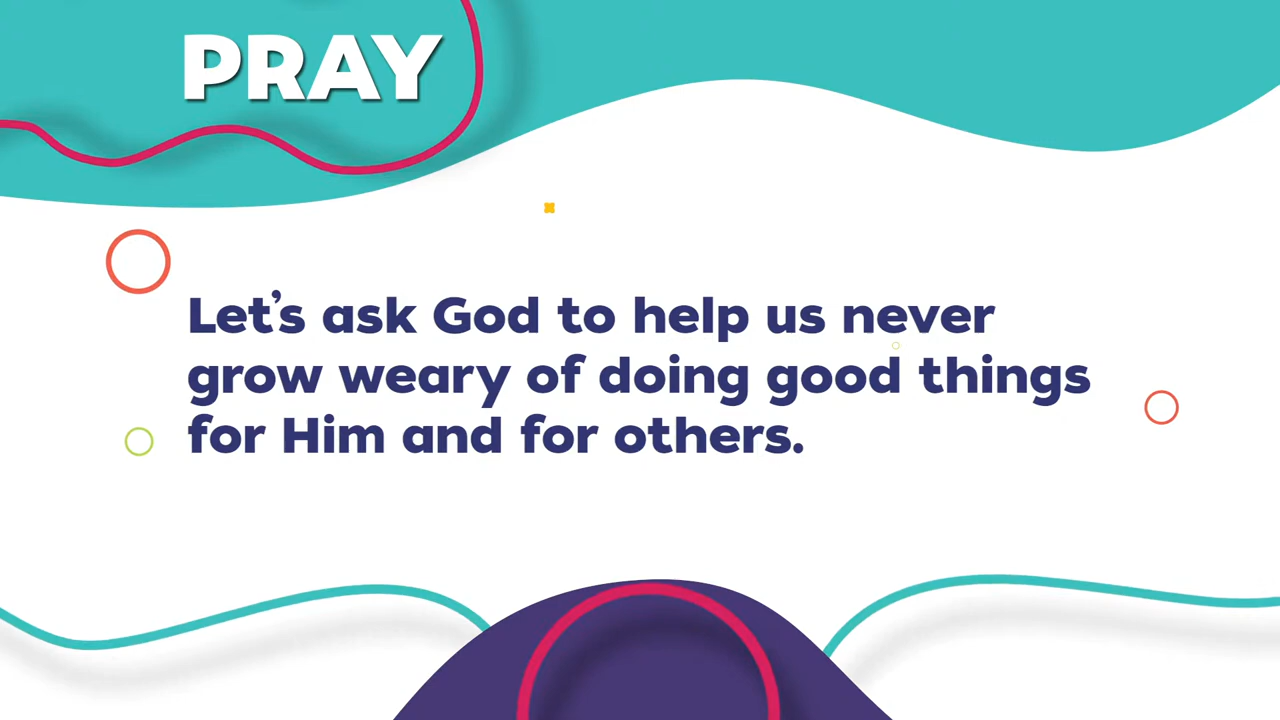 PRAY
Let’s ask God to help us never
grow weary of doing good things
for Him and for others.